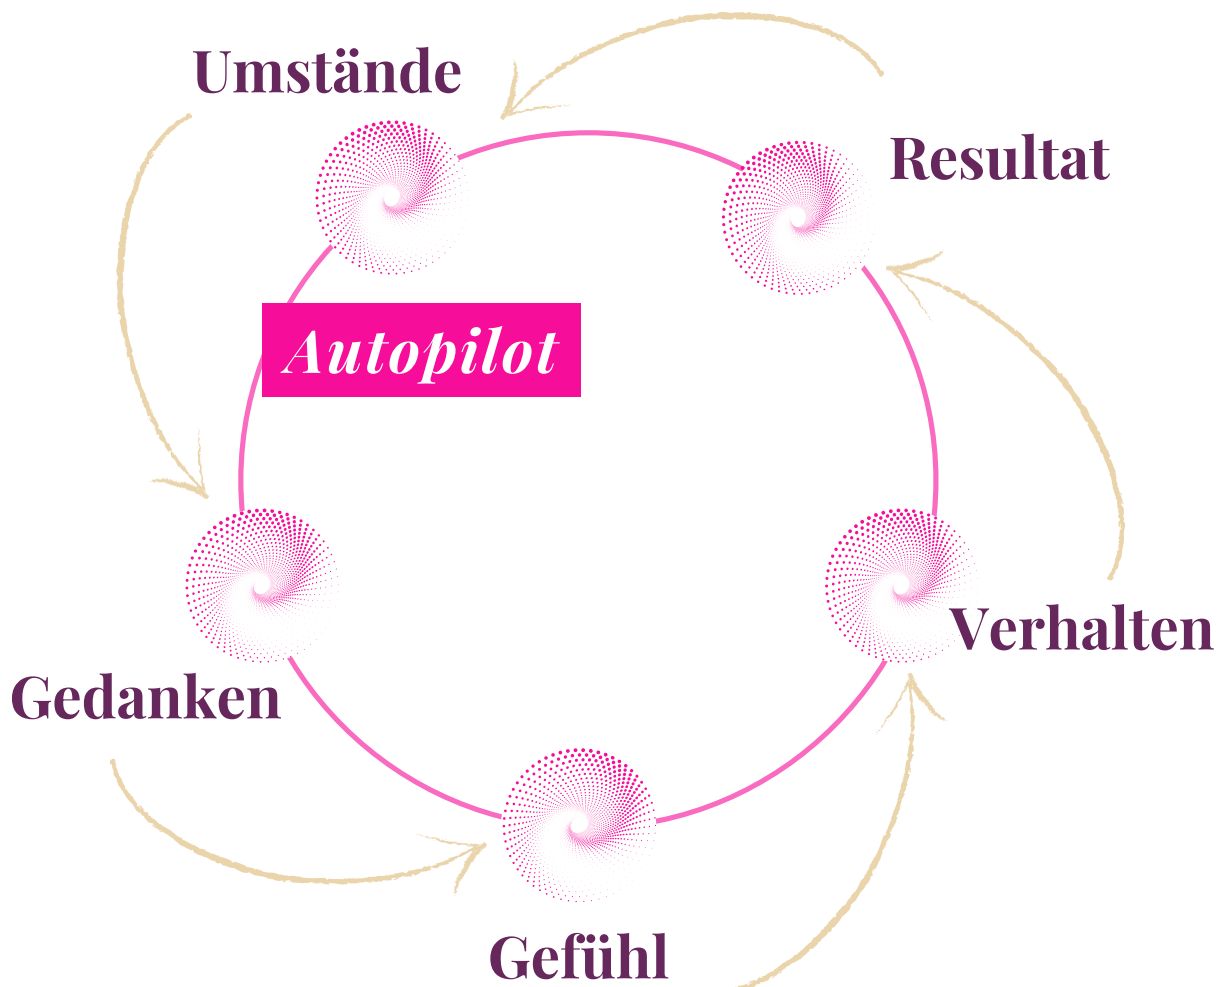 Umstände
Resultat
Autopilot
Verhalten
Gedanken
Gefühl